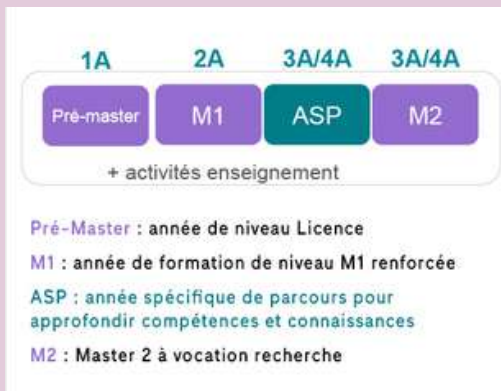 1A 2A 3A/4A 3A/4A
Pré-master M1 ASP M2
+ activités enseignement
Pré-Master : année de niveau Licence
M1 : année de formation de niveau M1 renforcée
ASP : année spécifique de parcours pour
approfondir compétences et connaissances
M2 : Master 2 à vocation recherche